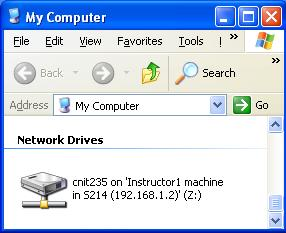 My Computer
File Edit View Favorites Tools »
Back Search »
Address My Computer Go
Network Drives
cnit235 on 'Instructor1 machine
in S214 (192.168.1.2)' (Z:)